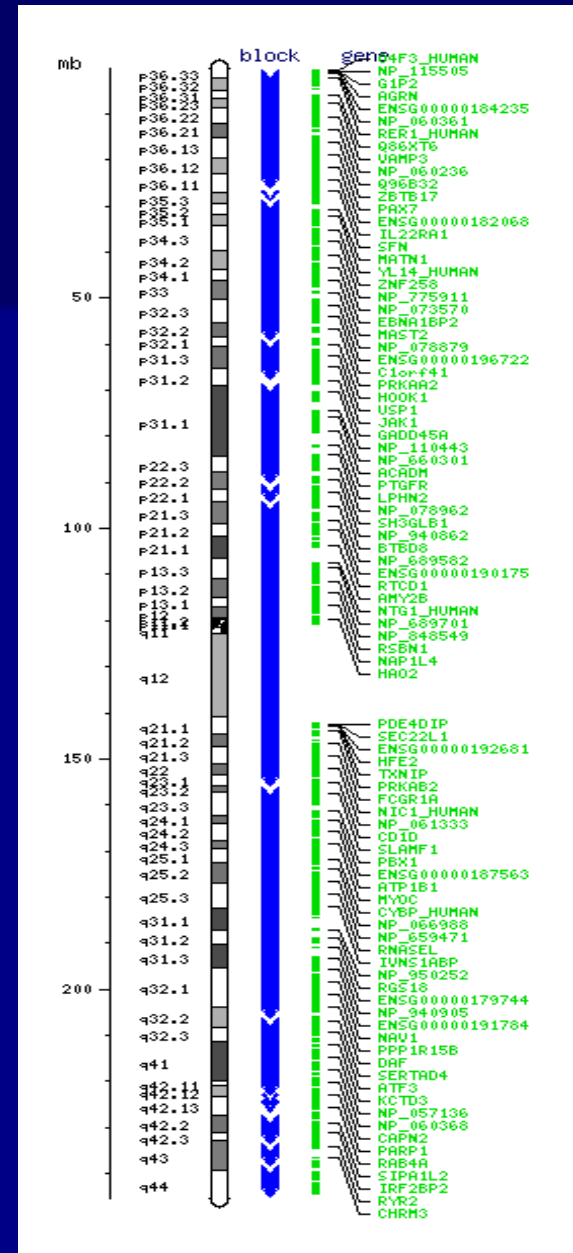 mb
block
gene
p36.33
p36.32
p36.31
p36.23
p36.22
p36.21
p36.13
p36.12
p36.11
p35.3
p35.2
p35.1
p34.3
p34.2
p34.1
p33
p32.3
p32.2
p32.1
p31.3
p31.2
p31.1
p22.3
p22.2
p22.1
p21.3
p21.2
p21.1
p13.3
p13.2
p13.1
p12
q11
q12
q21.1
q21.2
q21.3
q22
q23.1
q23.2
q23.3
q24.1
q24.2
q24.3
q25.1
q25.2
q25.3
q31.1
q31.2
q31.3
q32.1
q32.2
q32.3
q41
q42.11
q42.12
q42.13
q42.2
q42.3
q43
q44
50
100
150
200
NP_115505
G1P2
AGRN
ENSG00000184235
NP_060361
RER1_HUMAN
Q86XT6
VAMP3
NP_060236
Q96B32
ZBTB17
PAX7
ENSG00000182068
IL22RA1
SFN
MATN1
YL14_HUMAN
ZNF258
NP_775911
NP_073570
EBNA1BP2
MAST2
NP_078879
ENSG00000196722
C1orf41
PRKAA2
HOOK1
USP1
JAK1
GADD45A
NP_110443
NP_660301
ACADM
PTGFR
LPHN2
NP_078962
SH3GLB1
NP_940862
BTBD8
NP_689582
ENSG00000190175
RTCD1
AMY2B
NTG1_HUMAN
NP_689701
NP_848549
RSBN1
NAP1L4
HAO2
PDE4DIP
SEC22L1
ENSG00000192681
HFE2
TXNIP
PRKAB2
FCGR1A
NIC1_HUMAN
NP_061333
CD1D
SLAMF1
PBX1
ENSG00000187563
ATP1B1
MYOC
CYBP_HUMAN
NP_066988
NP_659471
RNASEL
IVNS1ABP
NP_950252
RGS18
ENSG00000179744
NP_940905
ENSG00000191784
NAV1
PPP1R15B
DAF
SERTAD4
ATF3
KCTD3
NP_057136
NP_060368
CAPN2
PARP1
RAB4A
SIPA1L2
IRF2BP2
RYR2
CHRM3